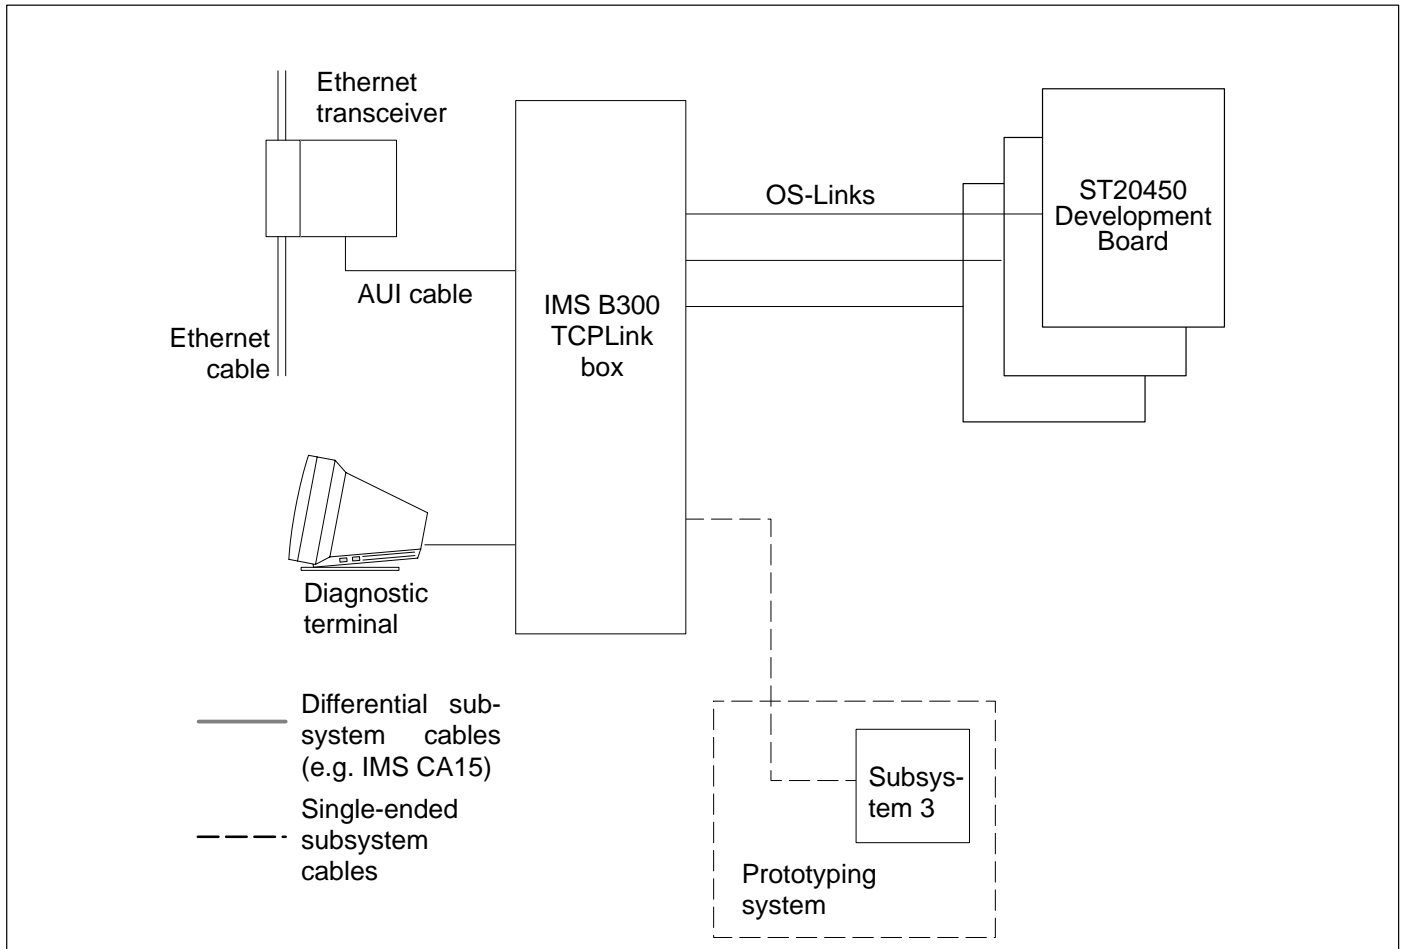 Ethernet
transceiver
OS-Links
ST20450
Development
Board
AUI cable
IMS B300
TCPLink
box
Ethernet
cable
Diagnostic
terminal
Differential sub-
system cables
(e.g. IMS CA15)
Single-ended
subsystem
cables
Subsys-
tem 3
Prototyping
system